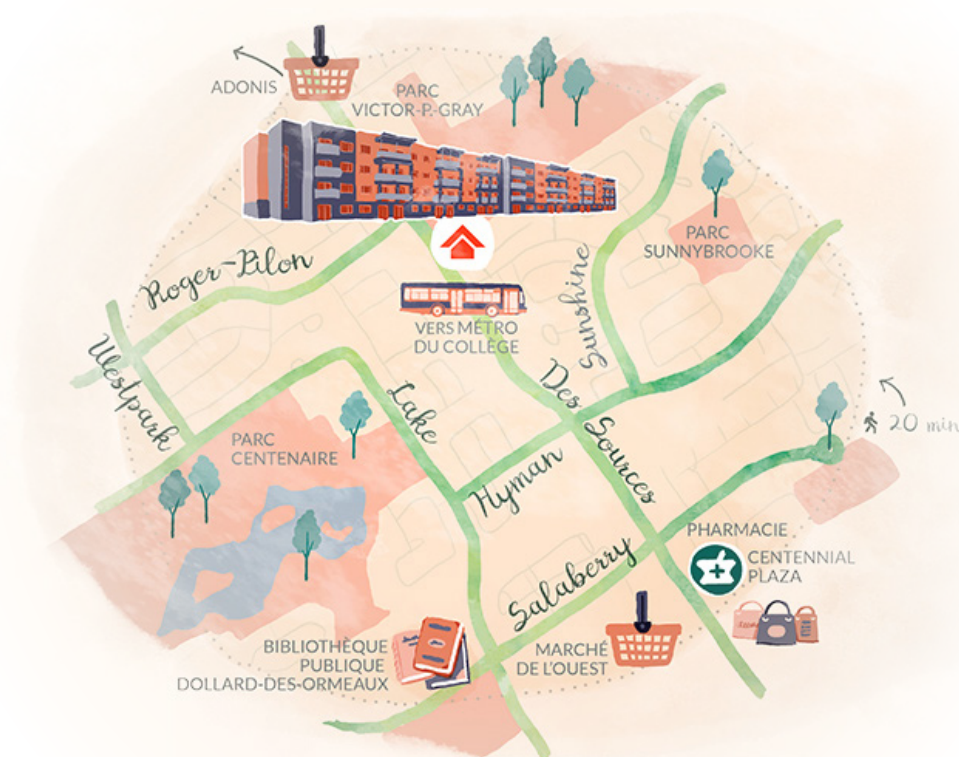 ADONIS
PARC
VICTOR-P.-GRAY
PARC
SUNNYBROOKE
Roger-Pilon
Sunshine
VERS MÉTRO
DU COLLÈGE
Westpark
Lake
Des Sources
PARC
CENTENAIRE
20 min
Hyman
PHARMACIE
CENTENNIAL
PLAZA
Salaberry
BIBLIOTHÈQUE
PUBLIQUE
DOLLARD-DES-ORMEAUX
MARCHÉ
DE L'OUEST